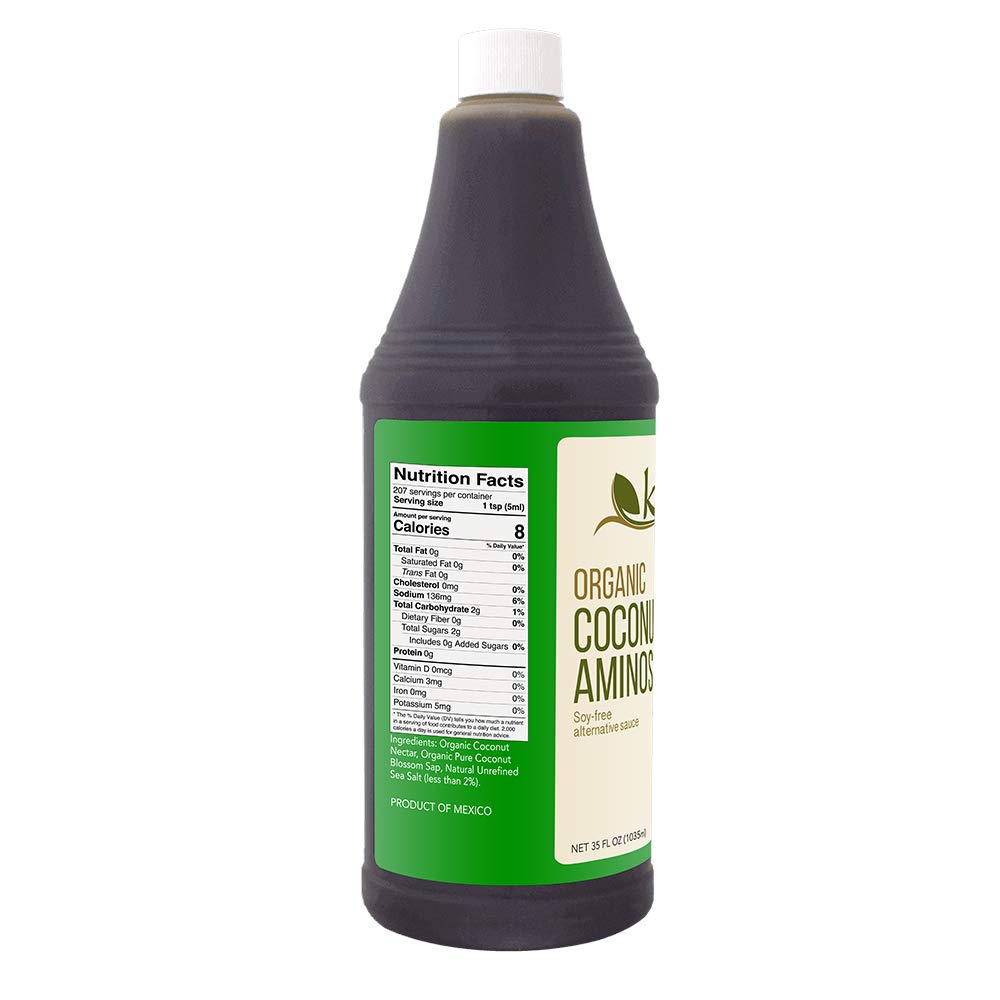 Nutrition Facts
207 servings per container
Serving size 1 tsp (5ml)
Amount per serving
Calories 8
% Daily Value*
Total Fat 0g 0%
Saturated Fat 0g 0%
Trans Fat 0g
Cholesterol 0mg 0%
Sodium 136mg 6%
Total Carbohydrate 2g 1%
Dietary Fiber 0g 0%
Total Sugars 2g
Includes 0g Added Sugars 0%
Protein 0g
Vitamin D 0mcg 0%
Calcium 3mg 0%
Iron 0mg 0%
Potassium 5mg 0%
* The % Daily Value (DV) tells you how much a nutrient
in a serving of food contributes to a daily diet. 2,000
calories a day is used for general nutrition advice.
Ingredients: Organic Coconut
Nectar, Organic Pure Coconut
Blossom Sap, Natural Unrefined
Sea Salt (less than 2%).
PRODUCT OF MEXICO
k
ORGANIC
COCONU
AMINOS
Soy-free
alternative sauce
NET 35 FL OZ (1035ml)